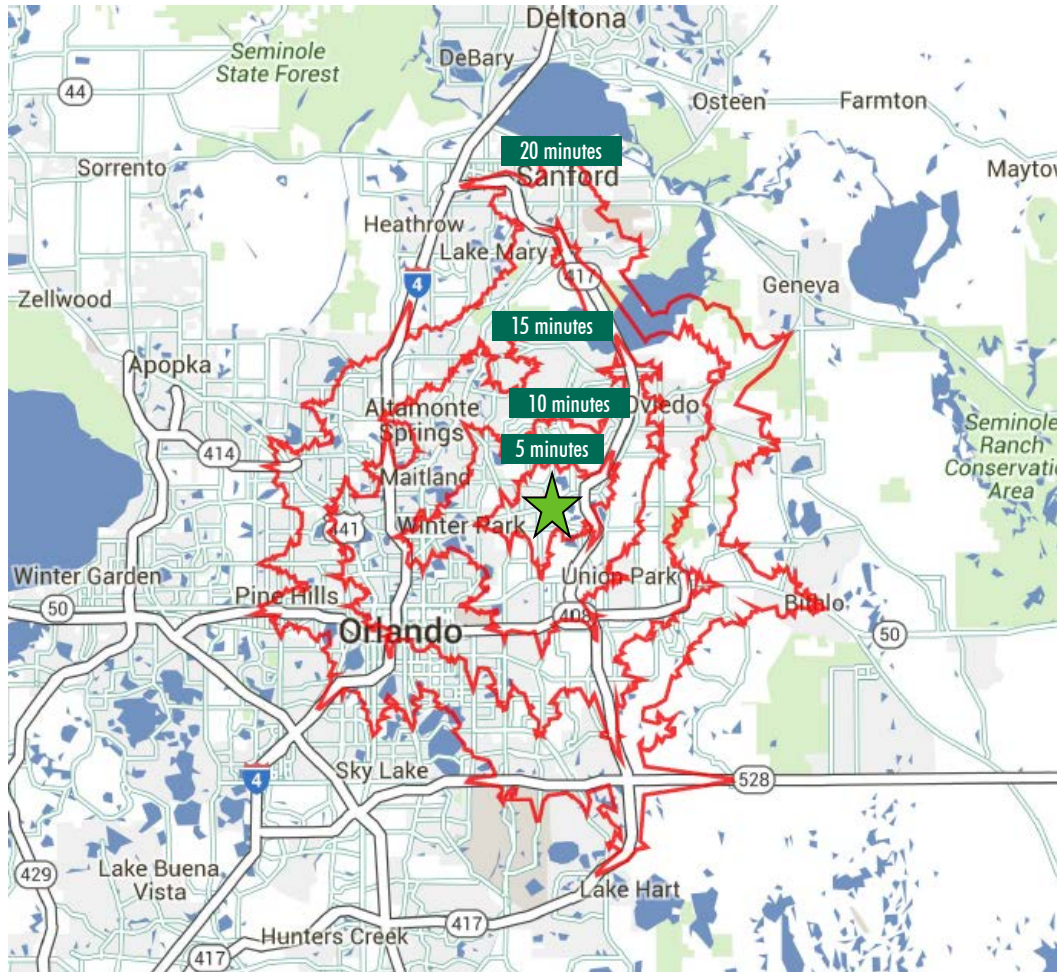 Deltona
DeBary
Seminole
State Forest
44
Osteen
Farmton
20 minutes
Sorrento
Sanford
Maytow
Heathrow
Lake Mary
417
4
Geneva
Zellwood
15 minutes
Apopka
10 minutes
Altamonte
Springs
Oviedo
Seminole
Ranch
Conservatio
Area
414
5 minutes
Maitland
441
Winter Park
Winter Garden
Union Park
Pine Hills
Bithlo
50
408
Orlando
50
Sky Lake
4
528
Lake Buena
Vista
429
Lake Hart
417
Hunters Creek
417